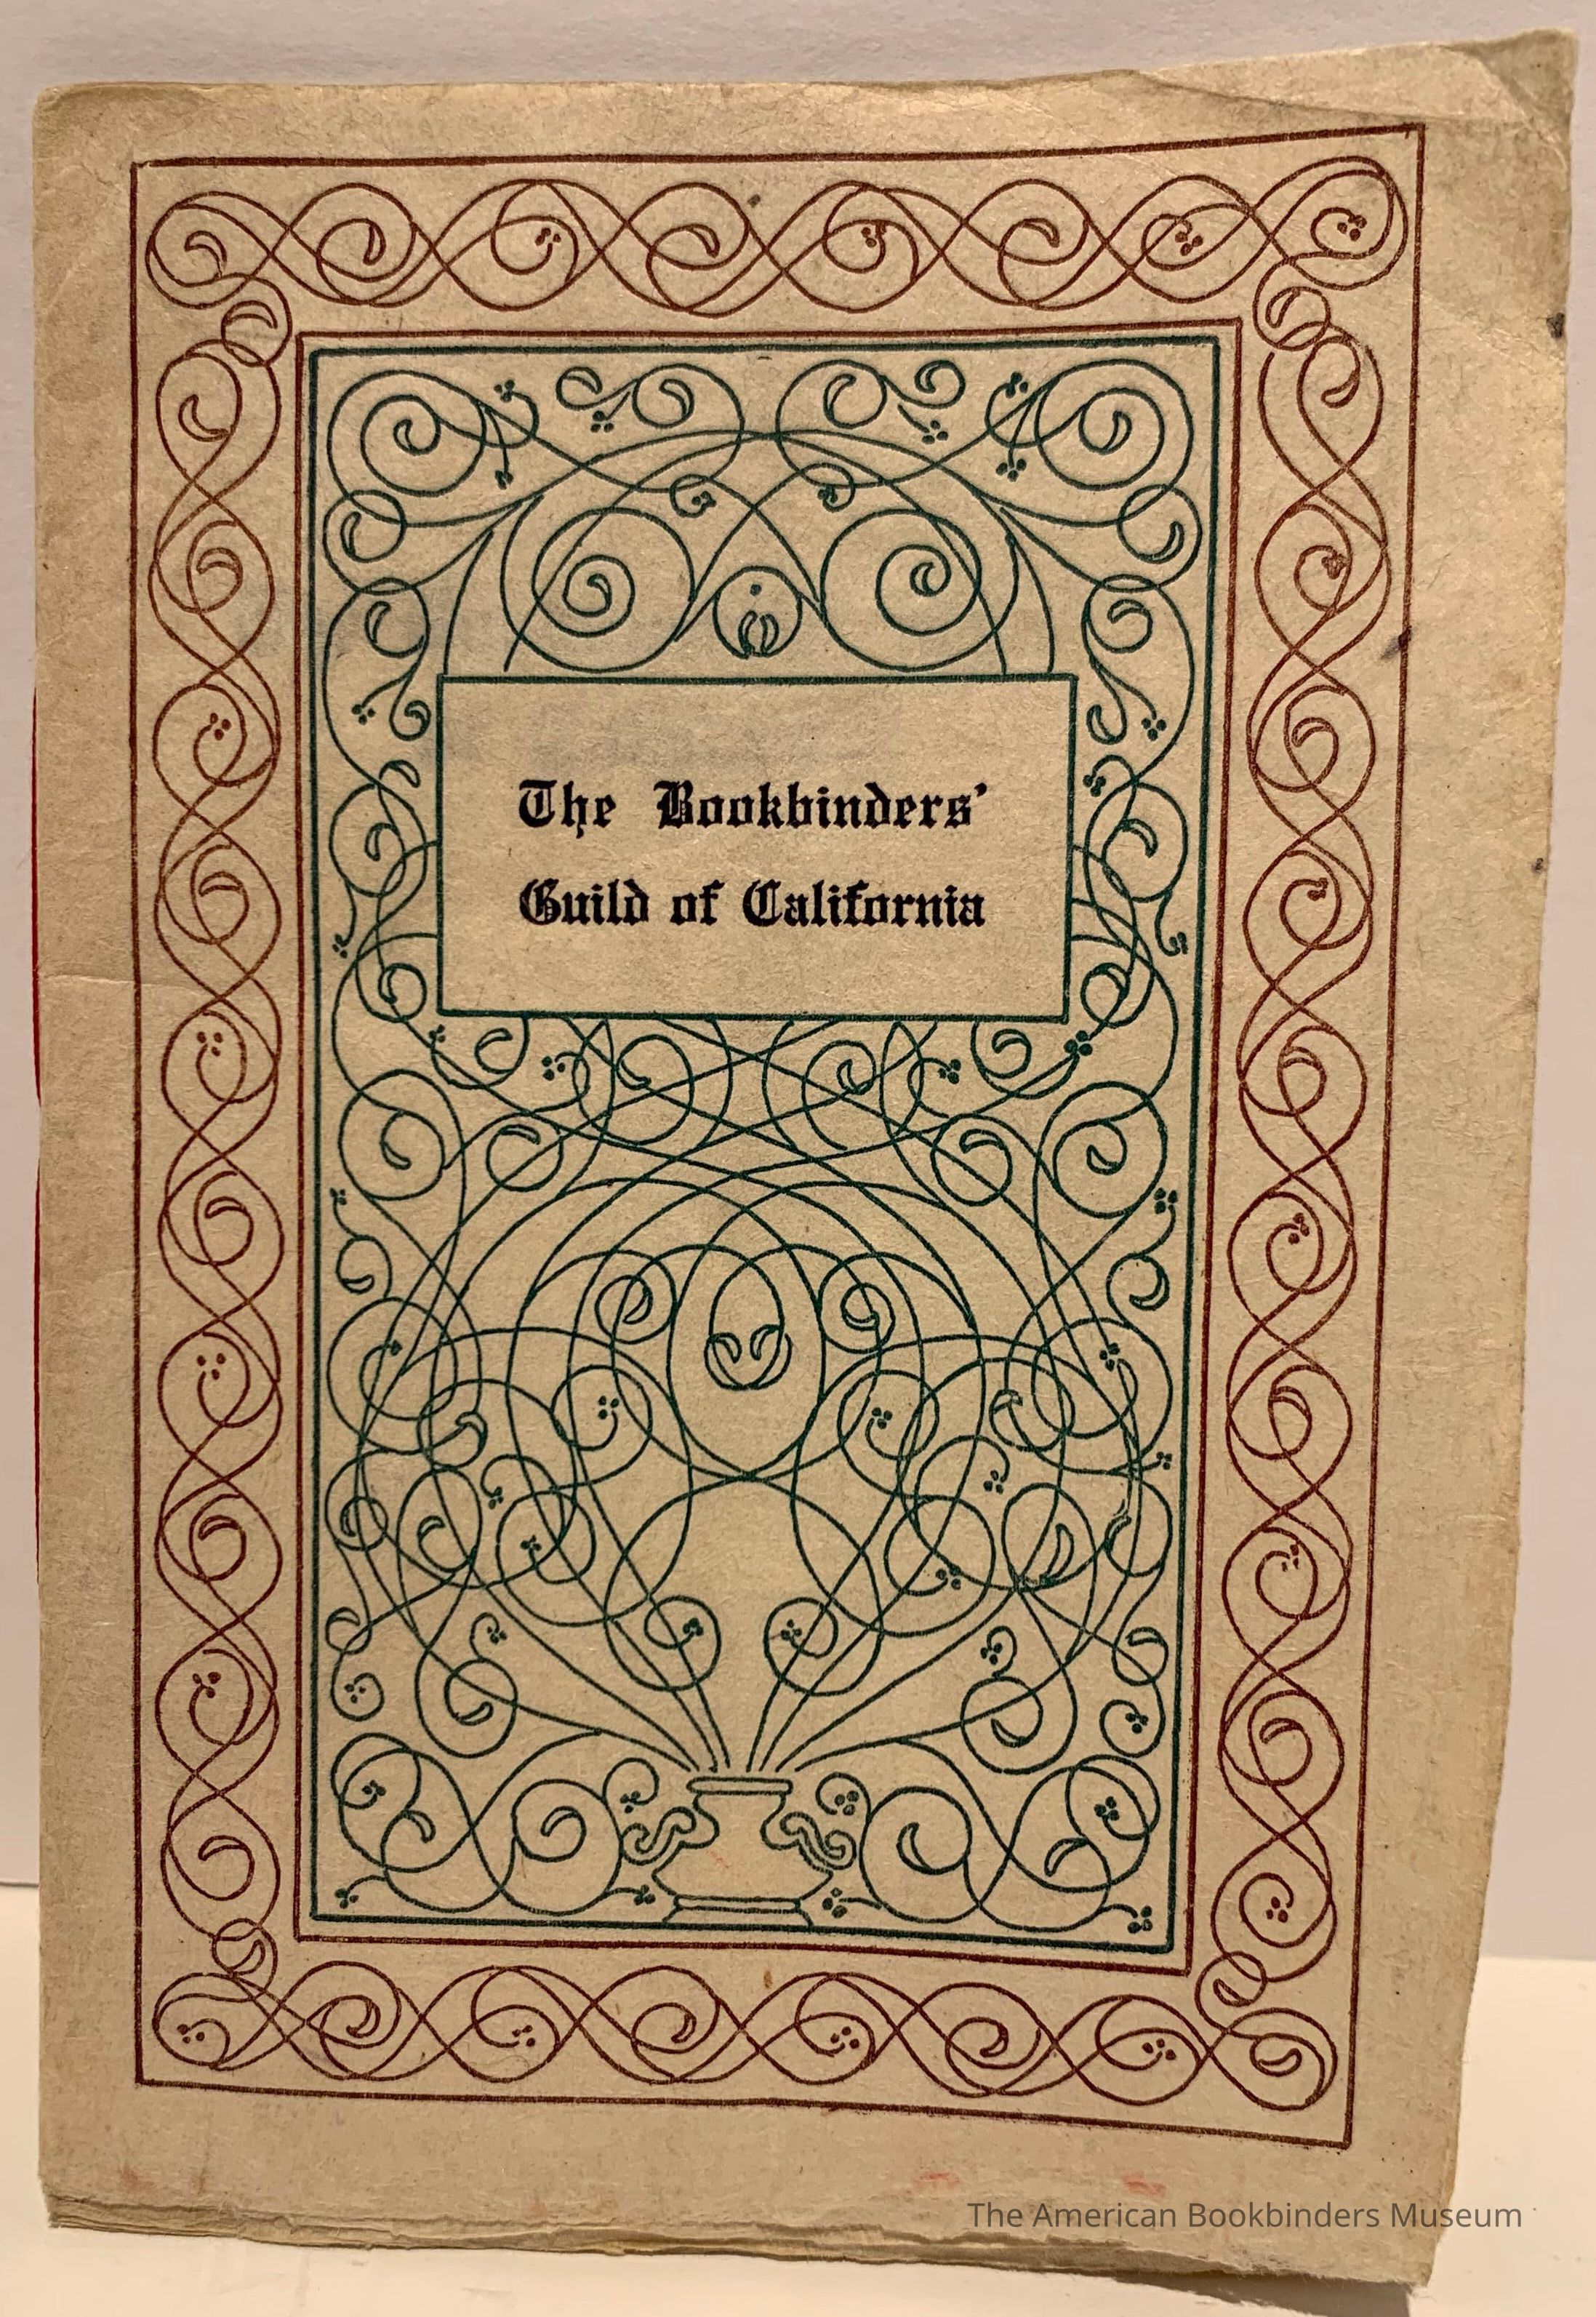 The Bookbinders'
Guild of California
The American Bookbinders Museum